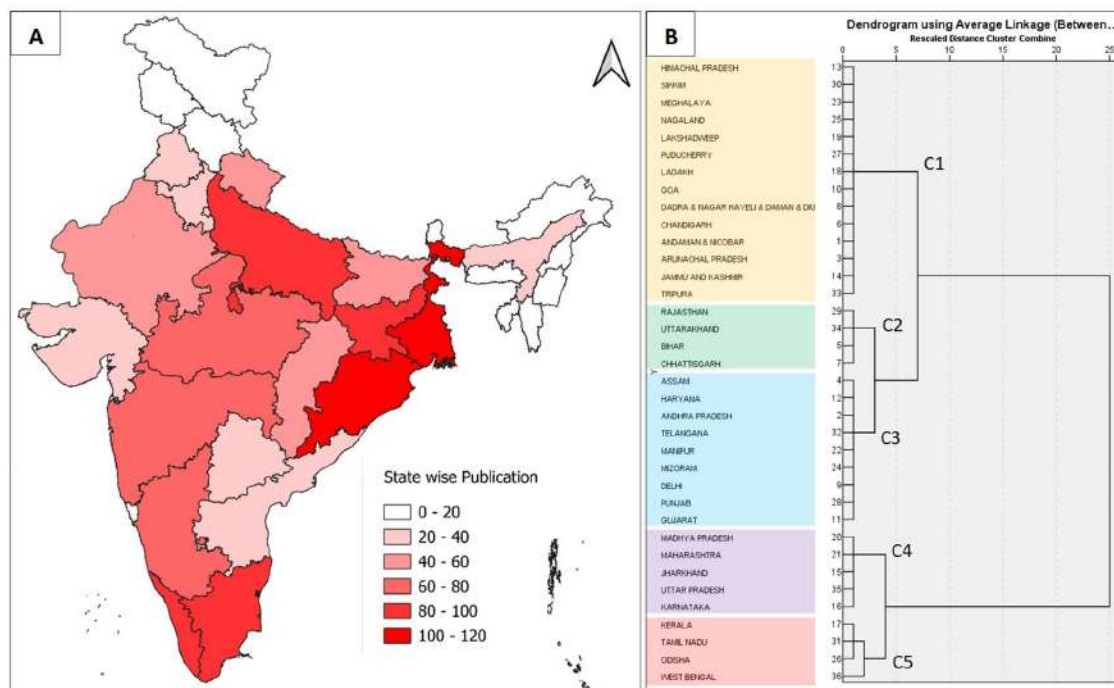 A
State wise Publication
0 - 20
20 - 40
40 - 60
60 - 80
80 - 100
100 - 120
B
Dendrogram using Average Linkage (Between...
Rescaled Distance Cluster Combine
0 5 10 15 20 25
HIMACHAL PRADESH 13
SIKKIM 30
MEGHALAYA 23
NAGALAND 25
LAKSHADWEEP 19
PUDUCHERRY 27
LADAKH 18
GOA 10
DADRA & NAGAR HAVELI & DAMAN & DIU 8
CHANDIGARH 6
ANDAMAN & NICOBAR 1
ARUNACHAL PRADESH 3
JAMMU AND KASHMIR 14
TRIPURA 33
RAJASTHAN 29
UTTARAKHAND 34
BIHAR 5
CHHATTISGARH 7
Y
ASSAM 4
HARYANA 12
ANDHRA PRADESH 2
TELANGANA 32
MANIPUR 22
MIZORAM 24
DELHI 9
PUNJAB 28
GUJARAT 11
MADHYA PRADESH 20
MAHARASHTRA 21
JHARKHAND 15
UTTAR PRADESH 35
KARNATAKA 16
KERALA 17
TAMIL NADU 31
ODISHA 26
WEST BENGAL 36
C1
C2
C3
C4
C5